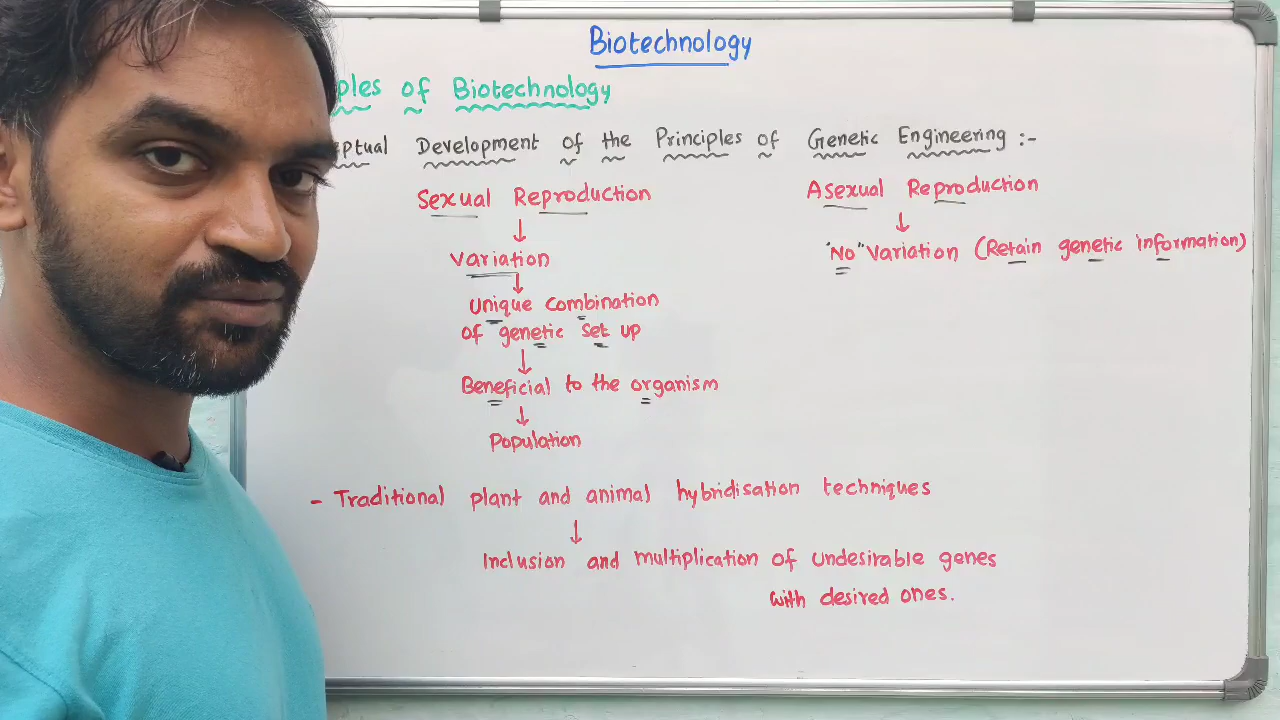 Biotechnology
ples of Biotechnology
ptual Development of the Principles of Genetic Engineering :-
Sexual Reproduction
↓
Variation
↓
Unique combination
of genetic set up
↓
Beneficial to the organism
↓
Population
Asexual Reproduction
↓
"No" Variation (Retain genetic information)
- Traditional plant and animal hybridisation techniques
↓
Inclusion and multiplication of undesirable genes
with desired ones.